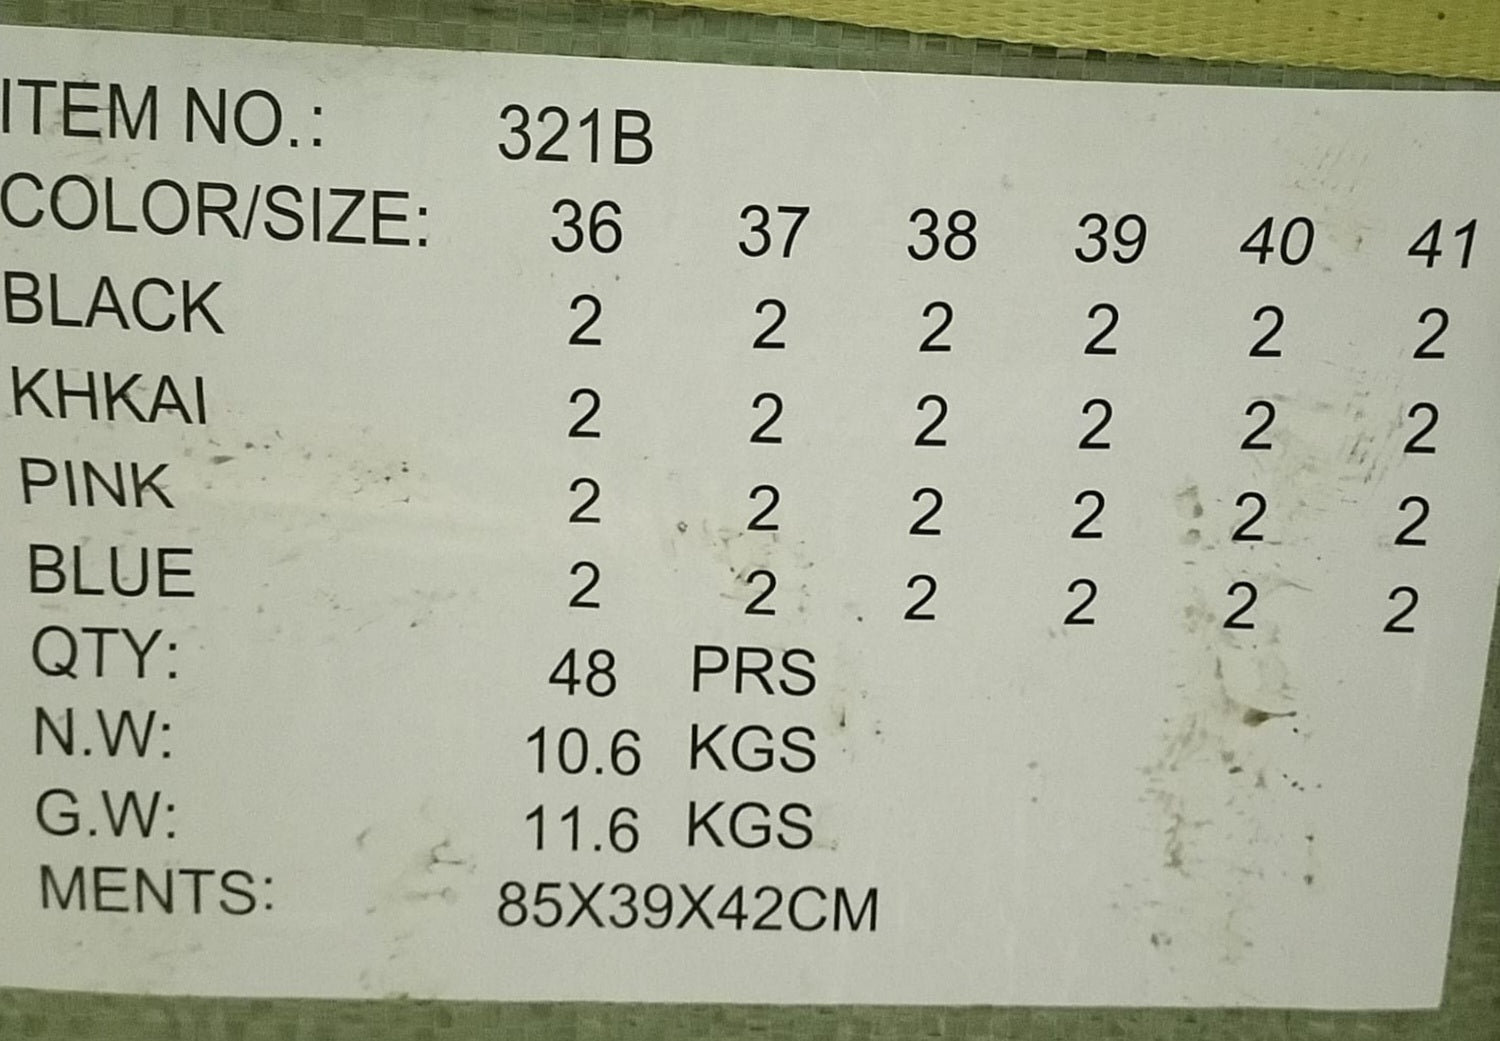 ITEM NO.: 321B
COLOR/SIZE: 36 37 38 39 40 41
BLACK 2 2 2 2 2 2
KHKAI 2 2 2 2 2 2
PINK 2 2 2 2 2 2
BLUE 2 2 2 2 2 2
QTY: 48 PRS
N.W: 10.6 KGS
G.W: 11.6 KGS
MENTS: 85X39X42CM